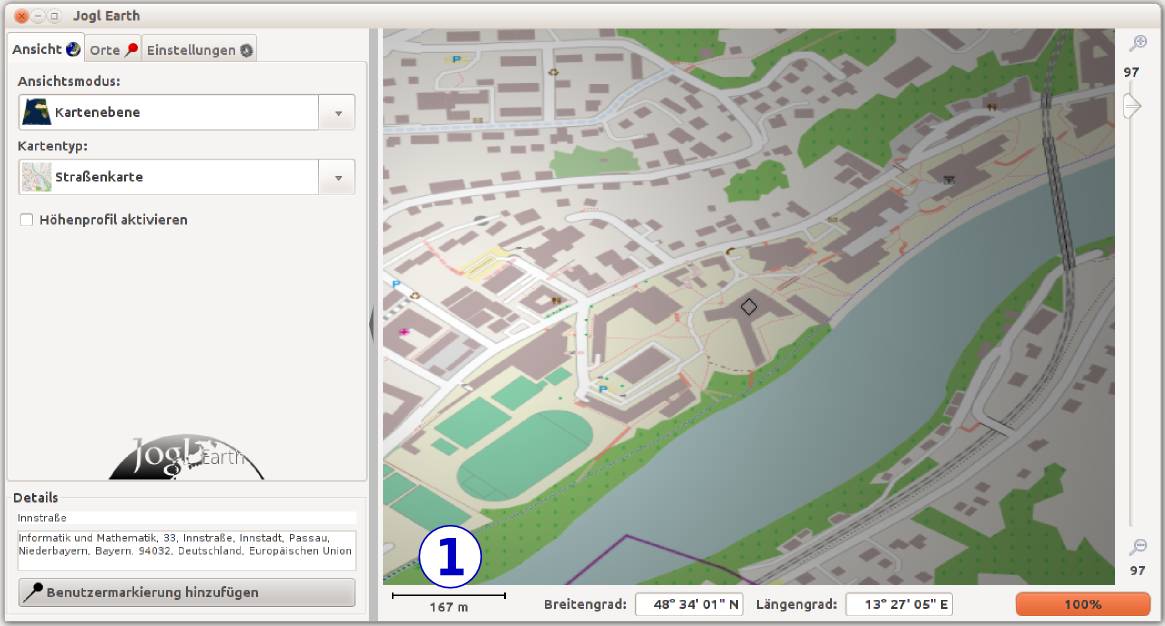 Jogl Earth
Ansicht
Orte
Einstellungen
Ansichtsmodus:
Kartenebene
Kartentyp:
Straßenkarte
Höhenprofil aktivieren
Jogl Earth
Details
Innstraße
Informatik und Mathematik, 33, Innstraße, Innstadt, Passau,
Niederbayern, Bayern, 94032, Deutschland, Europäischen Union
Benutzermarkierung hinzufügen
P
P
P
1
167 m
Breitengrad:
48° 34' 01" N
Längengrad:
13° 27' 05" E
100%
97
97